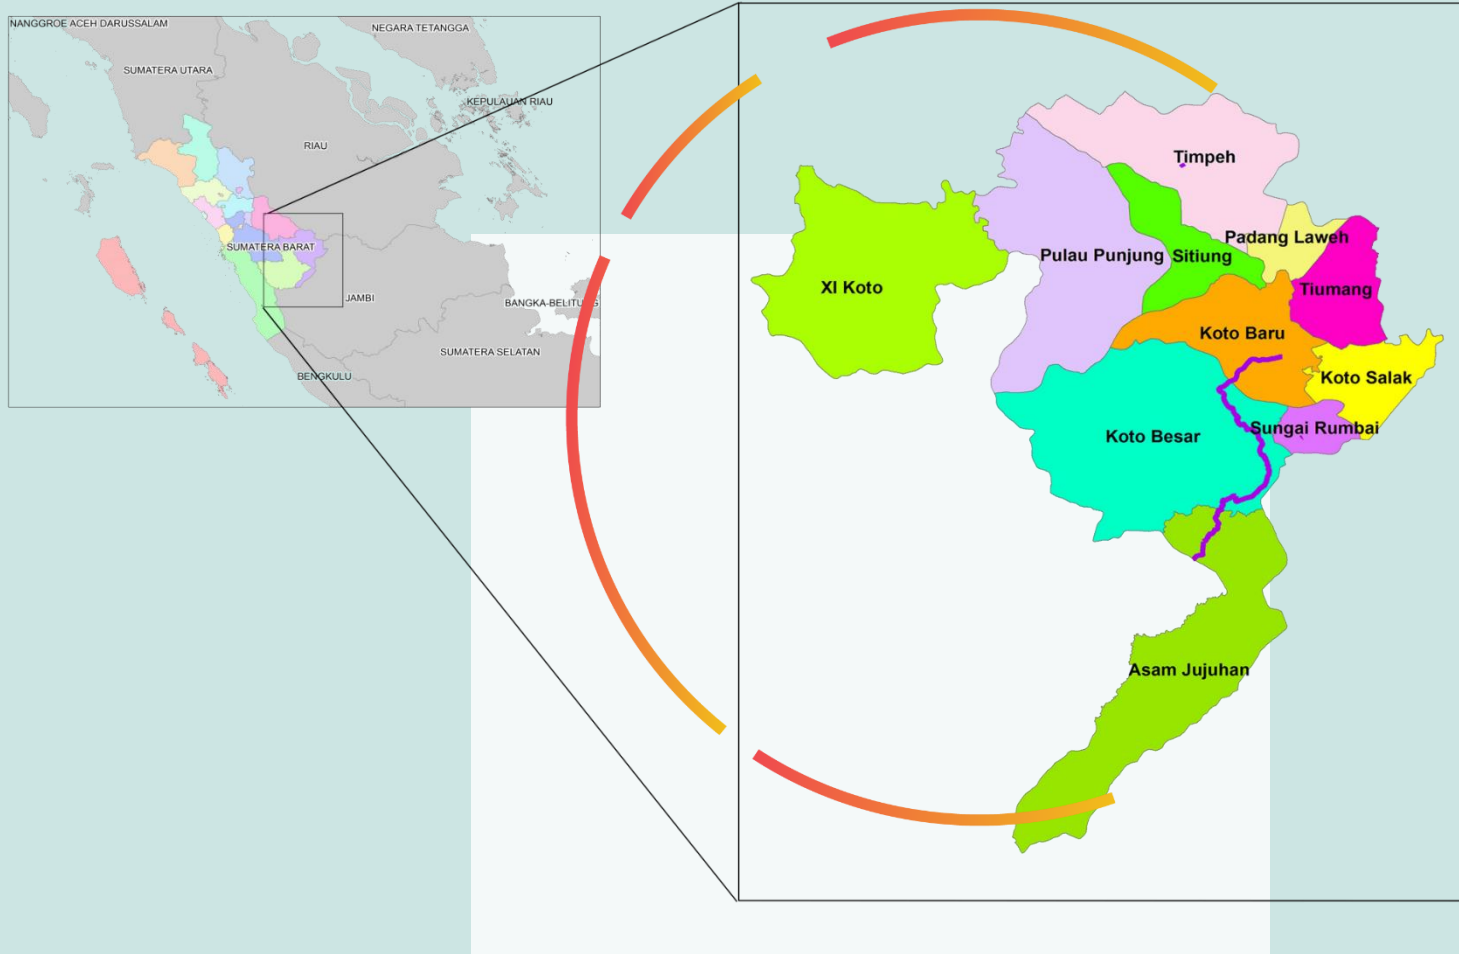 NANGGROE ACEH DARUSSALAM
NEGARA TETANGGA
SUMATERA UTARA
KEPULAUAN RIAU
RIAU
SUMATERA BARAT
JAMBI
BANGKA-BELITUNG
SUMATERA SELATAN
BENGKULU
Timpeh
Padang Laweh
Pulau Punjung
Sitiung
XI Koto
Tiumang
Koto Baru
Koto Salak
Sungai Rumbai
Koto Besar
Asam Jujuhan